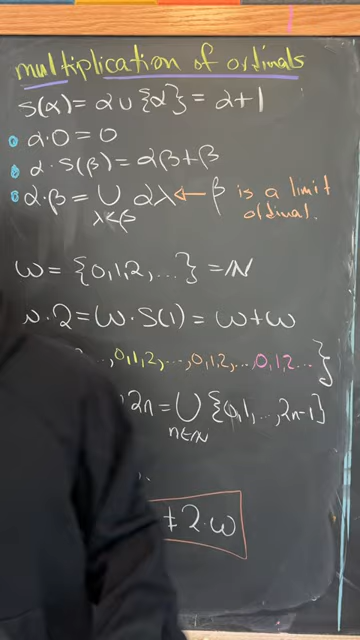 multiplication of ordinals
S(α) = α ∪ {α} = α + 1
α · 0 = 0
α · S(β) = αβ + β
α · β = ∪ αλ ← β is a limit ordinal.
λ<β
ω = {0, 1, 2, ...} = ℕ
· 2 = ω · S(1) = ω + ω
..., 0, 1, 2, ..., 0, 1, 2, ..., 0, 1, 2 ... }
2n = ∪ {0, 1, ..., 2n-1}
n∈ℕ
≠ 2 · ω